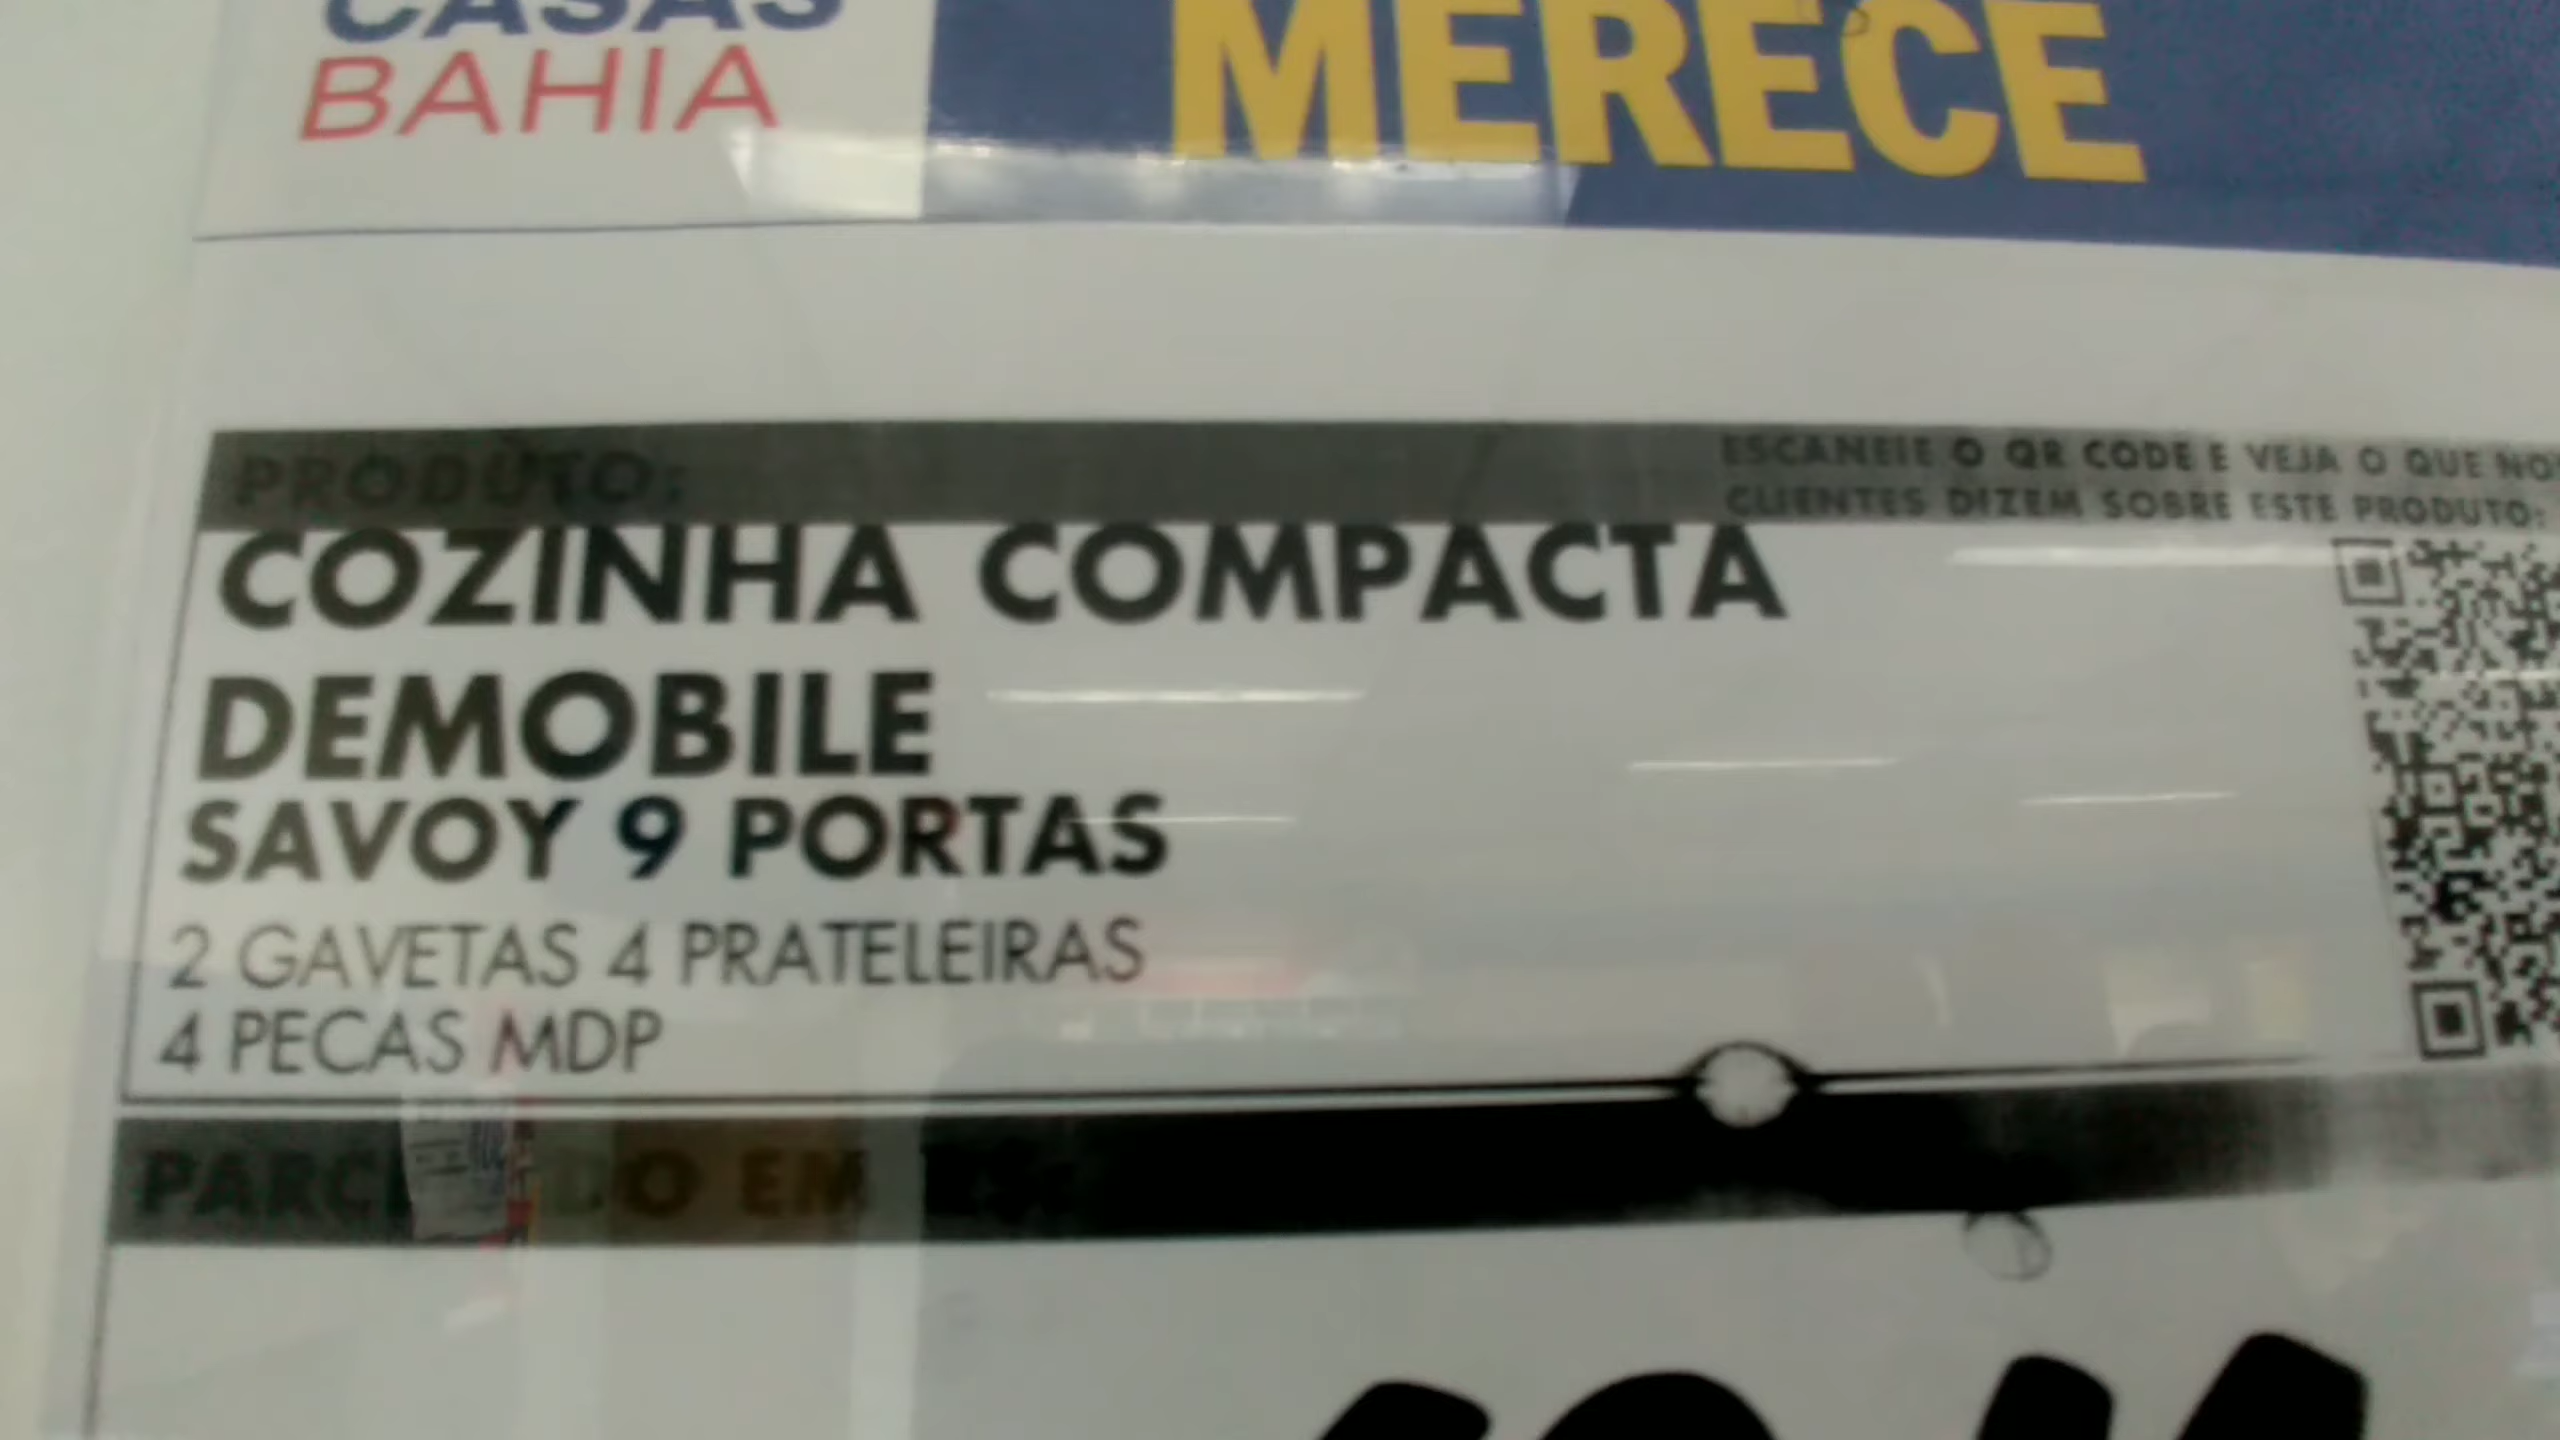 CASAS
BAHIA
MERECE
PRODUTO:
ESCANEIE O QR CODE E VEJA O QUE
CLIENTES DIZEM SOBRE ESTE PRODUTO:
COZINHA COMPACTA
DEMOBILE
SAVOY 9 PORTAS
2 GAVETAS 4 PRATELEIRAS
4 PECAS MDP
EM